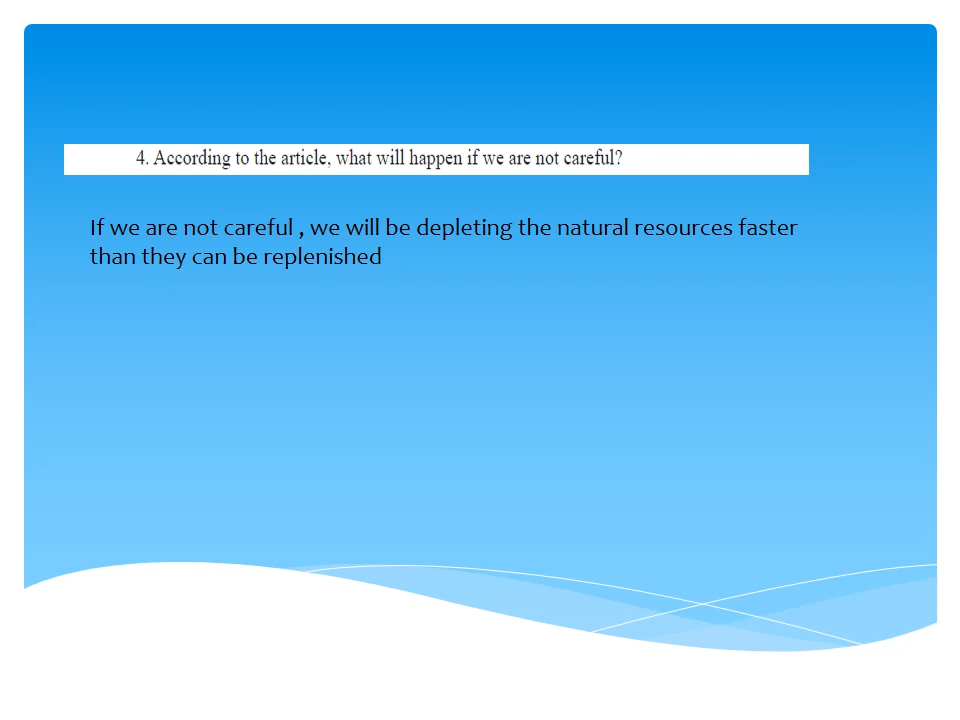 4. According to the article, what will happen if we are not careful?
If we are not careful , we will be depleting the natural resources faster
than they can be replenished